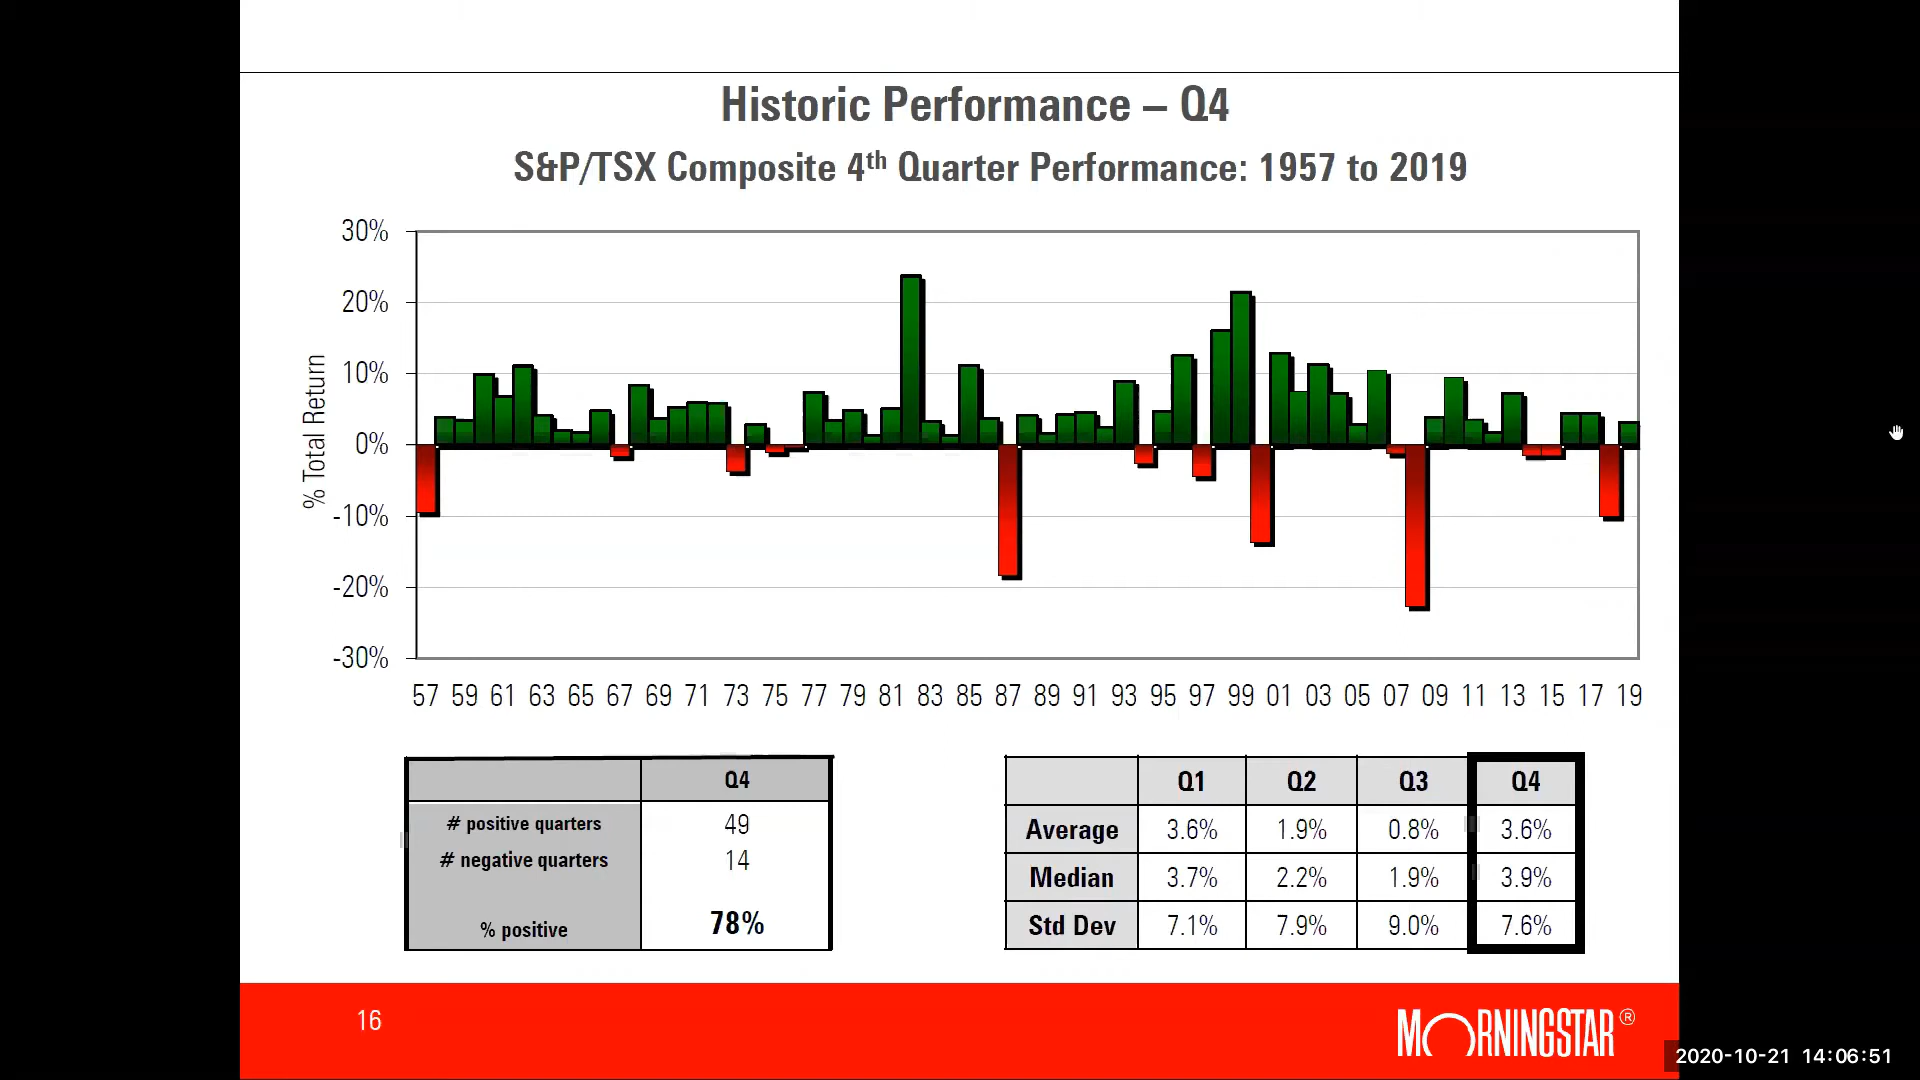 Historic Performance – Q4
S&P/TSX Composite 4th Quarter Performance: 1957 to 2019
% Total Return
30%
20%
10%
0%
-10%
-20%
-30%
57 59 61 63 65 67 69 71 73 75 77 79 81 83 85 87 89 91 93 95 97 99 01 03 05 07 09 11 13 15 17 19
Q4
# positive quarters 49
# negative quarters 14
% positive 78%
Q1 Q2 Q3 Q4
Average 3.6% 1.9% 0.8% 3.6%
Median 3.7% 2.2% 1.9% 3.9%
Std Dev 7.1% 7.9% 9.0% 7.6%
16
MORNINGSTAR®
2020-10-21 14:06:51